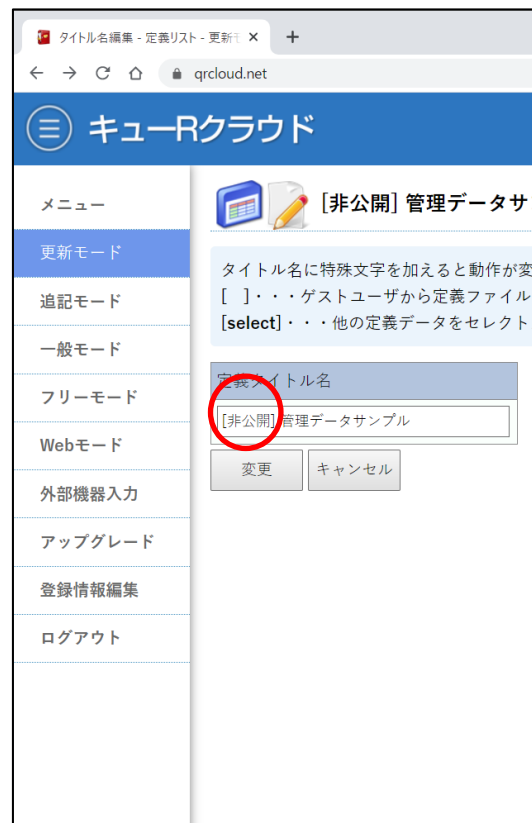 タイトル名編集 - 定義リスト - 更新モ
qrcloud.net
キューRクラウド
メニュー
更新モード
追記モード
一般モード
フリーモード
Webモード
外部機器入力
アップグレード
登録情報編集
ログアウト
[非公開] 管理データサ
タイトル名に特殊文字を加えると動作が変
[ ]・・・ゲストユーザから定義ファイル
[select]・・・他の定義データをセレクト
定義タイトル名
[非公開] 管理データサンプル
変更
キャンセル